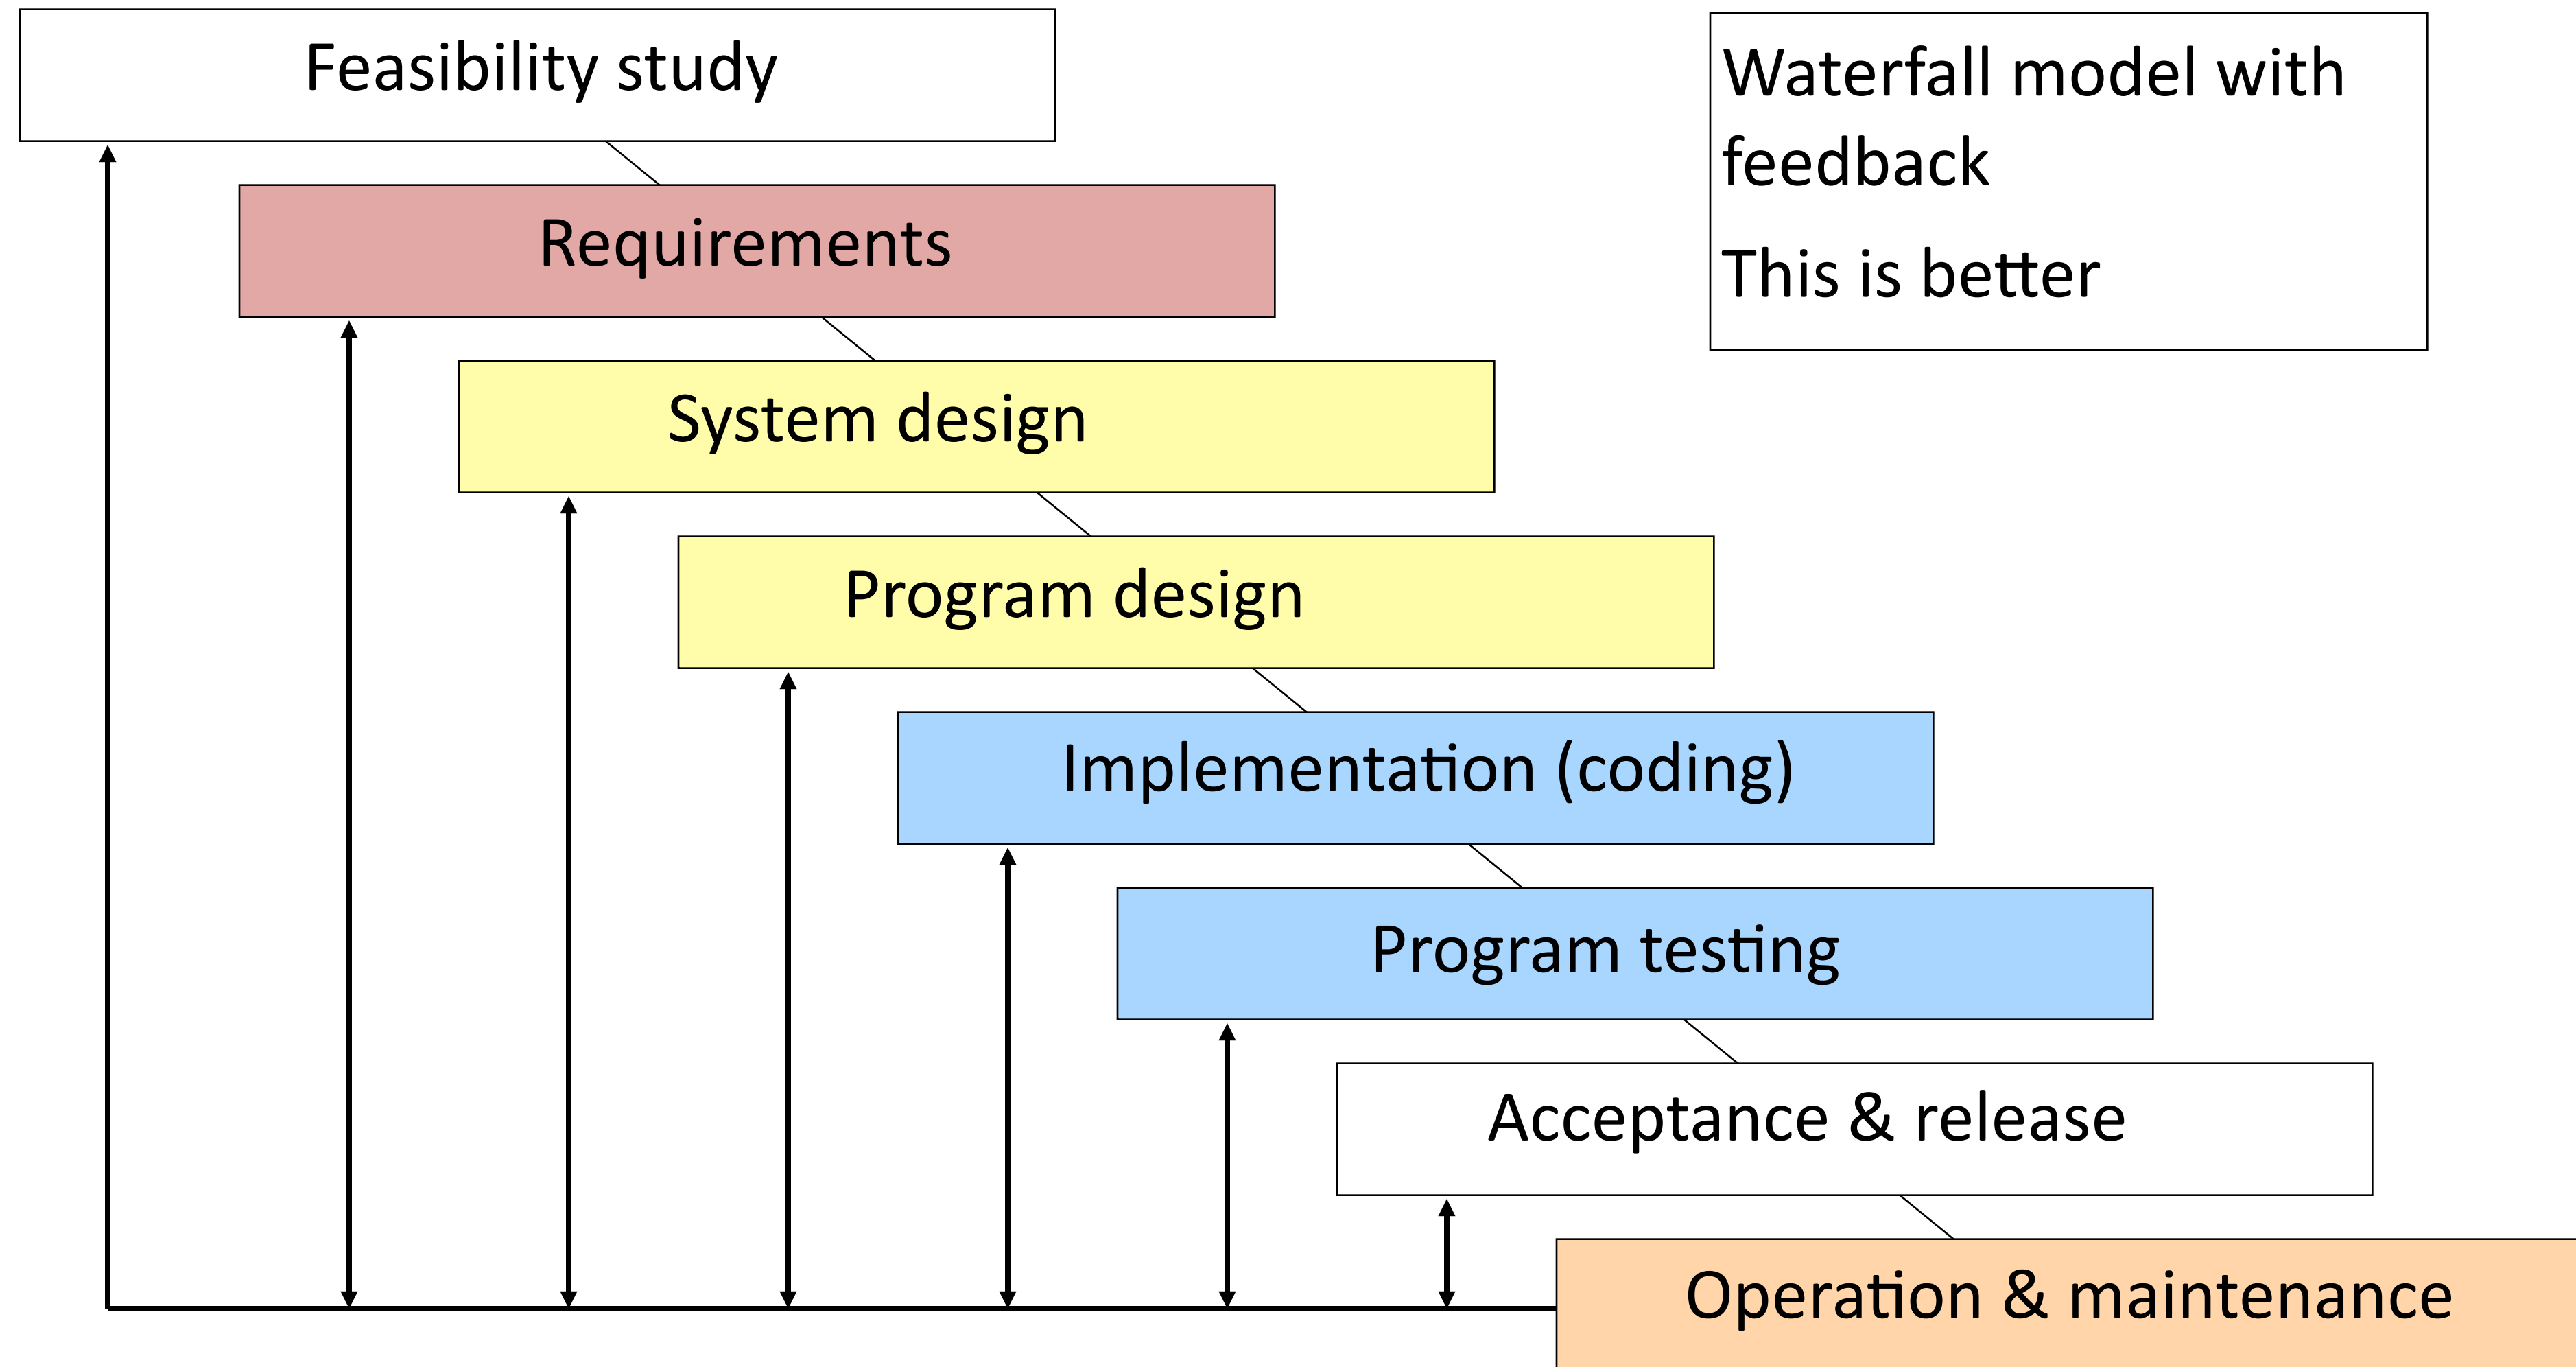 Feasibility study
Waterfall model with
feedback
This is better
Requirements
System design
Program design
Implementation (coding)
Program testing
Acceptance & release
Operation & maintenance